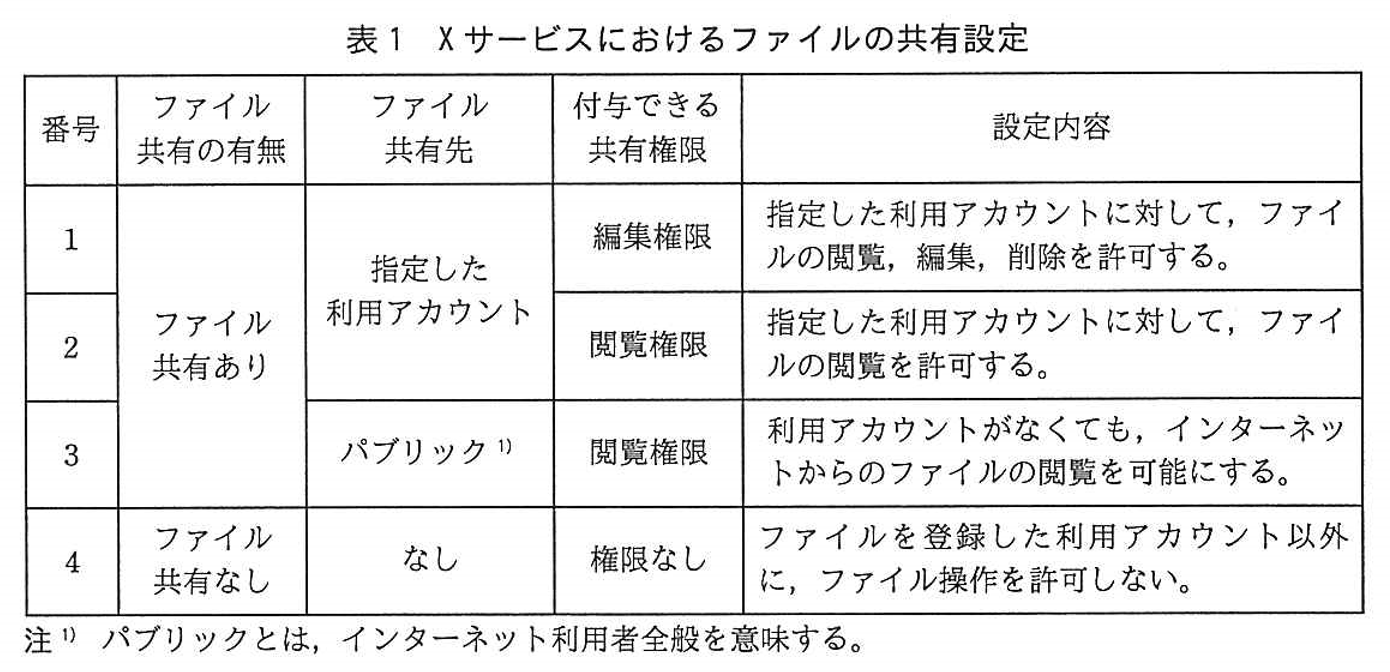 表1 Xサービスにおけるファイルの共有設定
番号
ファイル
共有の有無
ファイル
共有先
付与できる
共有権限
設定内容
1
ファイル
共有あり
指定した
利用アカウント
編集権限
指定した利用アカウントに対して，ファイ
ルの閲覧，編集，削除を許可する。
2
閲覧権限
指定した利用アカウントに対して，ファイ
ルの閲覧を許可する。
3
パブリック 1)
閲覧権限
利用アカウントがなくても，インターネッ
トからのファイルの閲覧を可能にする。
4
ファイル
共有なし
なし
権限なし
ファイルを登録した利用アカウント以外
に，ファイル操作を許可しない。
注 1) パブリックとは，インターネット利用者全般を意味する。